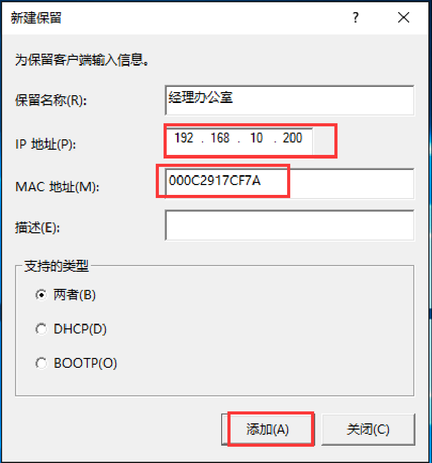 新建保留
?
为保留客户端输入信息。
保留名称(R): 经理办公室
IP 地址(P): 192 . 168 . 10 . 200
MAC 地址(M): 000C2917CF7A
描述(E):
支持的类型
两者(B)
DHCP(D)
BOOTP(O)
添加(A) 关闭(C)